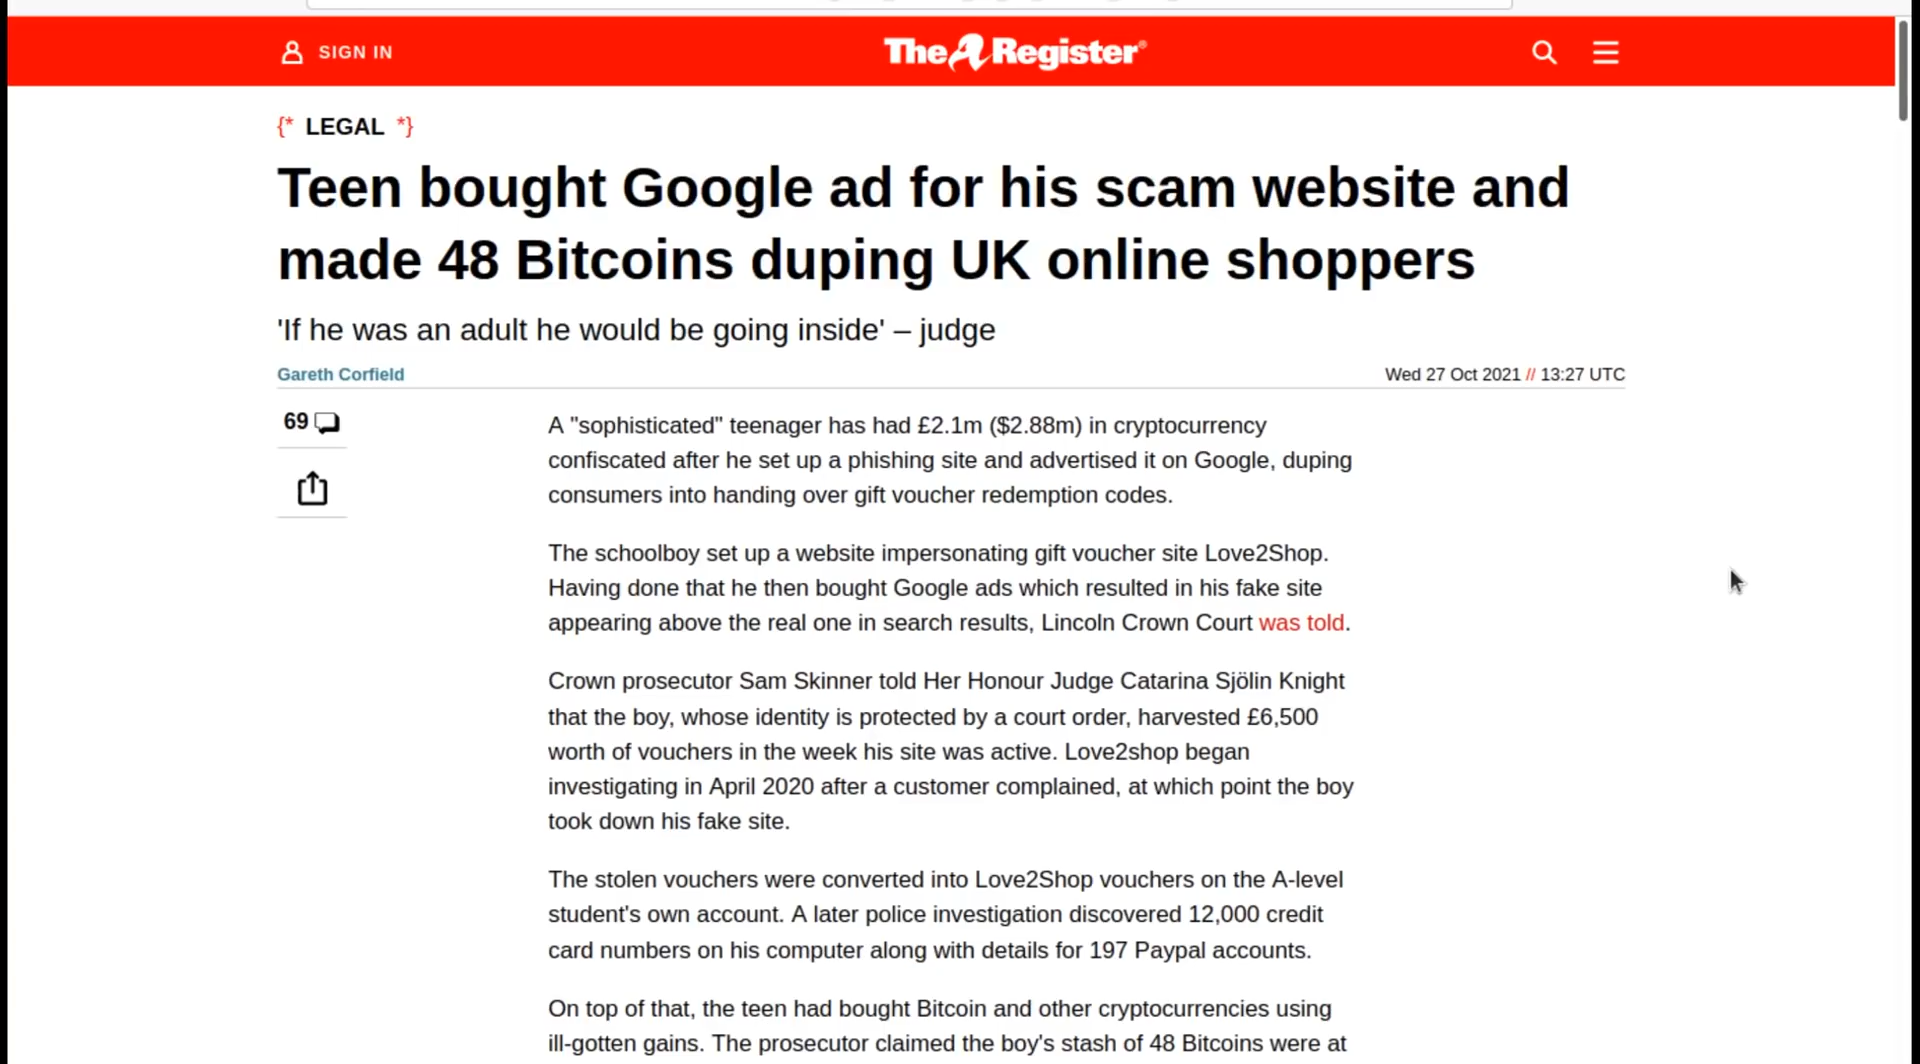 SIGN IN
The Register®
{* LEGAL *}
Teen bought Google ad for his scam website and
made 48 Bitcoins duping UK online shoppers
'If he was an adult he would be going inside' – judge
Gareth Corfield
Wed 27 Oct 2021 // 13:27 UTC
69
A "sophisticated" teenager has had £2.1m ($2.88m) in cryptocurrency
confiscated after he set up a phishing site and advertised it on Google, duping
consumers into handing over gift voucher redemption codes.
The schoolboy set up a website impersonating gift voucher site Love2Shop.
Having done that he then bought Google ads which resulted in his fake site
appearing above the real one in search results, Lincoln Crown Court was told.
Crown prosecutor Sam Skinner told Her Honour Judge Catarina Sjölin Knight
that the boy, whose identity is protected by a court order, harvested £6,500
worth of vouchers in the week his site was active. Love2shop began
investigating in April 2020 after a customer complained, at which point the boy
took down his fake site.
The stolen vouchers were converted into Love2Shop vouchers on the A-level
student's own account. A later police investigation discovered 12,000 credit
card numbers on his computer along with details for 197 Paypal accounts.
On top of that, the teen had bought Bitcoin and other cryptocurrencies using
ill-gotten gains. The prosecutor claimed the boy's stash of 48 Bitcoins were at